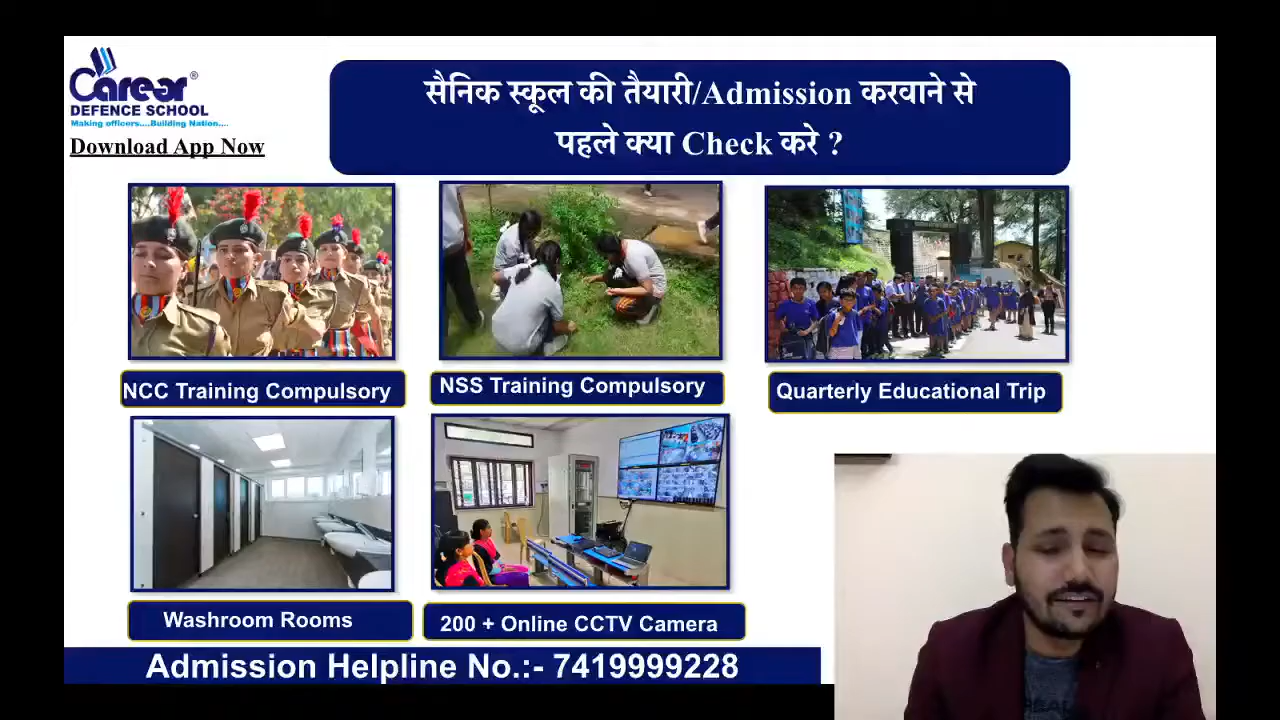 Career®
DEFENCE SCHOOL
Making officers....Building Nation....
Download App Now
सैनिक स्कूल की तैयारी/Admission करवाने से
पहले क्या Check करे ?
NCC Training Compulsory
NSS Training Compulsory
Quarterly Educational Trip
Washroom Rooms
200 + Online CCTV Camera
Admission Helpline No.:- 7419999228